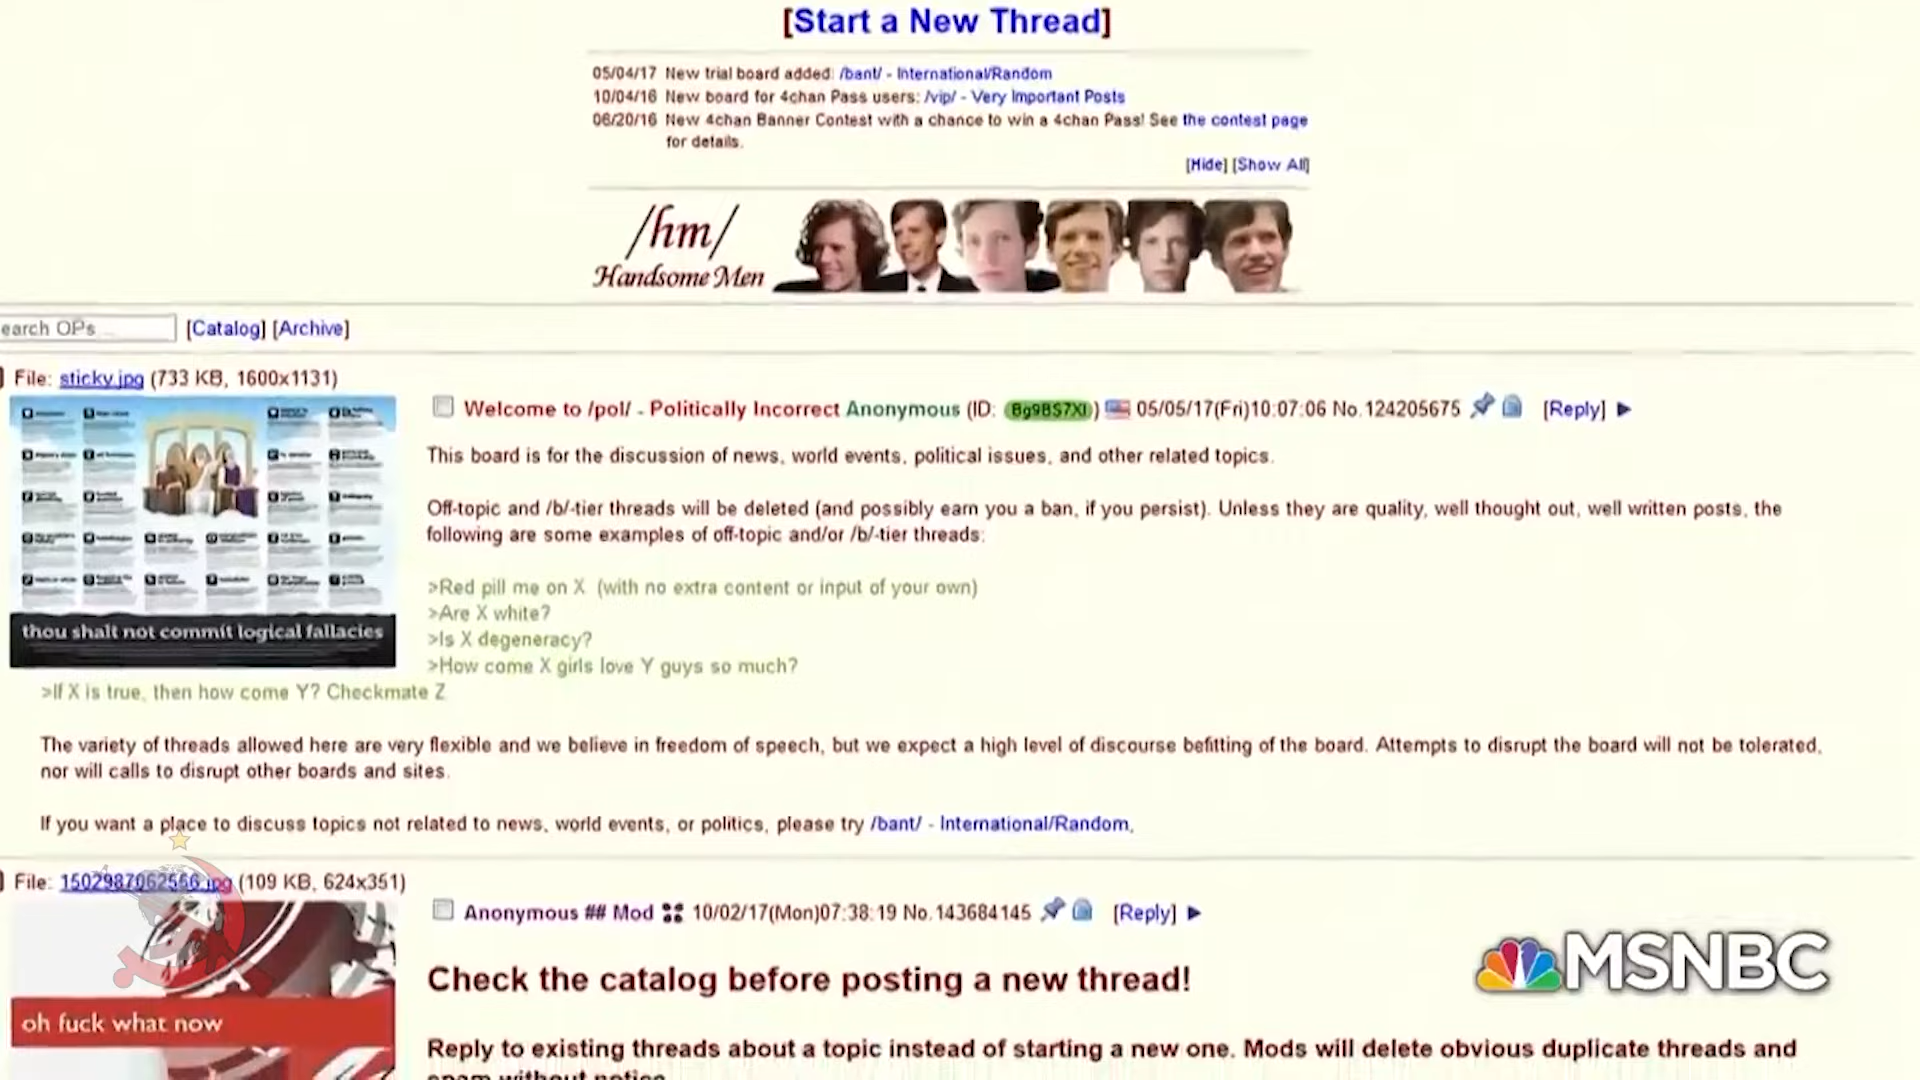 [Start a New Thread]
05/04/17 New trial board added: /bant/ - International/Random
10/04/16 New board for 4chan Pass users: /vip/ - Very Important Posts
06/20/16 New 4chan Banner Contest with a chance to win a 4chan Pass! See the contest page
for details.
[Hide] [Show All]
/hm/
Handsome Men
earch OPs [Catalog] [Archive]
File: sticky.jpg (733 KB, 1600x1131)
Welcome to /pol/ - Politically Incorrect Anonymous (ID: Bg9BS7XI) 05/05/17(Fri)10:07:06 No.124205675 [Reply] ▶
This board is for the discussion of news, world events, political issues, and other related topics.
Off-topic and /b/-tier threads will be deleted (and possibly earn you a ban, if you persist). Unless they are quality, well thought out, well written posts, the
following are some examples of off-topic and/or /b/-tier threads:
>Red pill me on X (with no extra content or input of your own)
>Are X white?
>Is X degeneracy?
>How come X girls love Y guys so much?
thou shalt not commit logical fallacies
>If X is true, then how come Y? Checkmate Z
The variety of threads allowed here are very flexible and we believe in freedom of speech, but we expect a high level of discourse befitting of the board. Attempts to disrupt the board will not be tolerated,
nor will calls to disrupt other boards and sites.
If you want a place to discuss topics not related to news, world events, or politics, please try /bant/ - International/Random.
File: 1502987062556.jpg (109 KB, 624x351)
Anonymous ## Mod 10/02/17(Mon)07:38:19 No.143684145 [Reply] ▶
MSNBC
Check the catalog before posting a new thread!
oh fuck what now
Reply to existing threads about a topic instead of starting a new one. Mods will delete obvious duplicate threads and
spam without notice